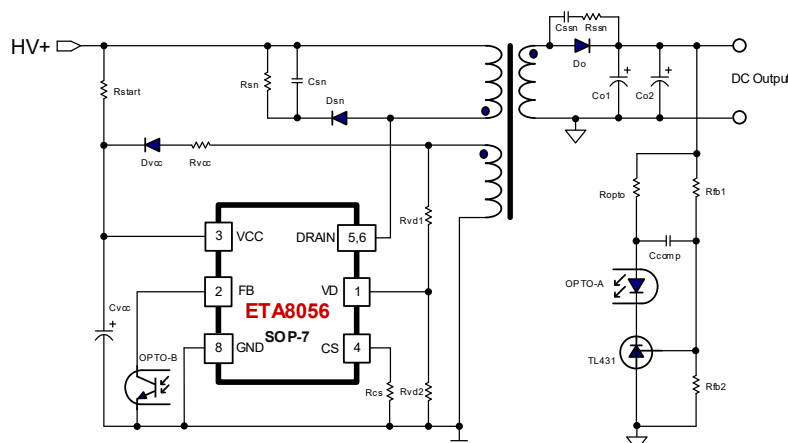 HV+
Rstart
Rsn
Csn
Dsn
Cssn
Rssn
Do
Co1
Co2
DC Output
Dvcc
Rvcc
Rvd1
3
VCC
DRAIN
5,6
2
FB
VD
1
ETA8056
SOP-7
8
GND
CS
4
Cvcc
OPTO-B
Rcs
Rvd2
Ropto
Rfb1
Ccomp
OPTO-A
TL431
Rfb2